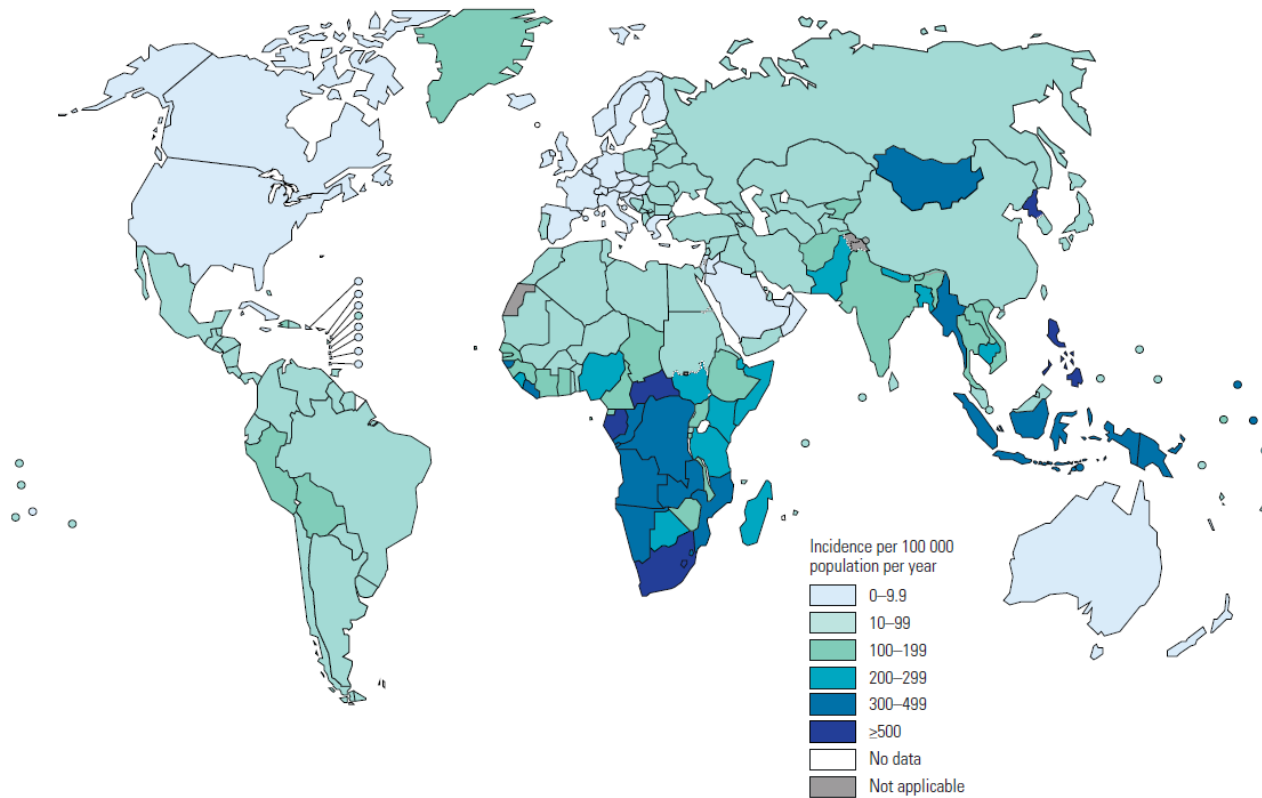 Incidence per 100 000
population per year
0–9.9
10–99
100–199
200–299
300–499
≥500
No data
Not applicable